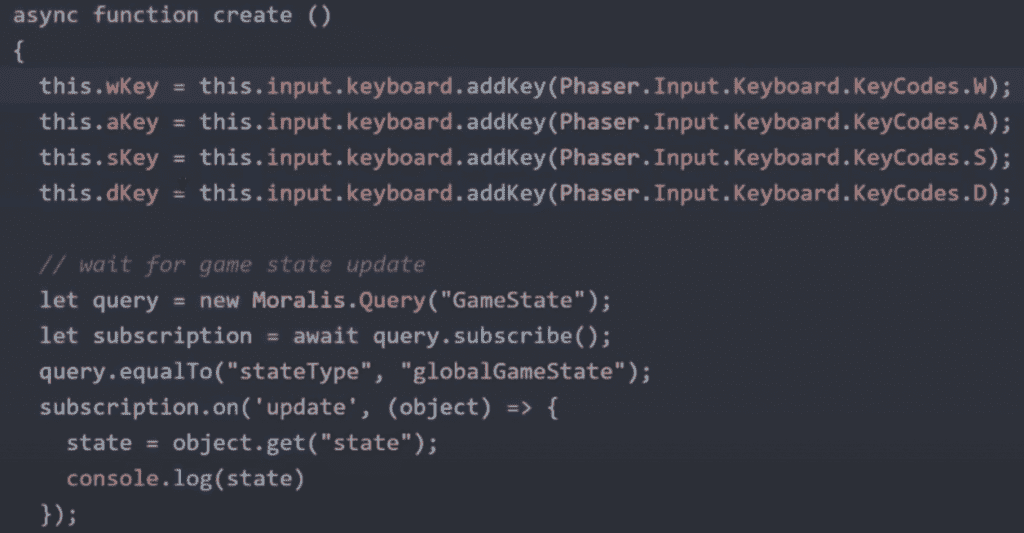 async function create ()
{
  this.wKey = this.input.keyboard.addKey(Phaser.Input.Keyboard.KeyCodes.W);
  this.aKey = this.input.keyboard.addKey(Phaser.Input.Keyboard.KeyCodes.A);
  this.sKey = this.input.keyboard.addKey(Phaser.Input.Keyboard.KeyCodes.S);
  this.dKey = this.input.keyboard.addKey(Phaser.Input.Keyboard.KeyCodes.D);

  // wait for game state update
  let query = new Moralis.Query("GameState");
  let subscription = await query.subscribe();
  query.equalTo("stateType", "globalGameState");
  subscription.on('update', (object) => {
    state = object.get("state");
    console.log(state)
  });